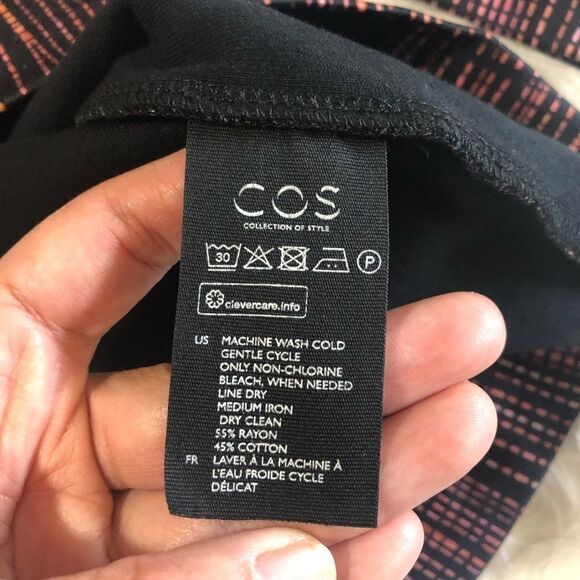 COS
COLLECTION OF STYLE
30 P
clevercare.info
US MACHINE WASH COLD
GENTLE CYCLE
ONLY NON-CHLORINE
BLEACH, WHEN NEEDED
LINE DRY
MEDIUM IRON
DRY CLEAN
55% RAYON
45% COTTON
FR LAVER À LA MACHINE À
L'EAU FROIDE CYCLE
DÉLICAT